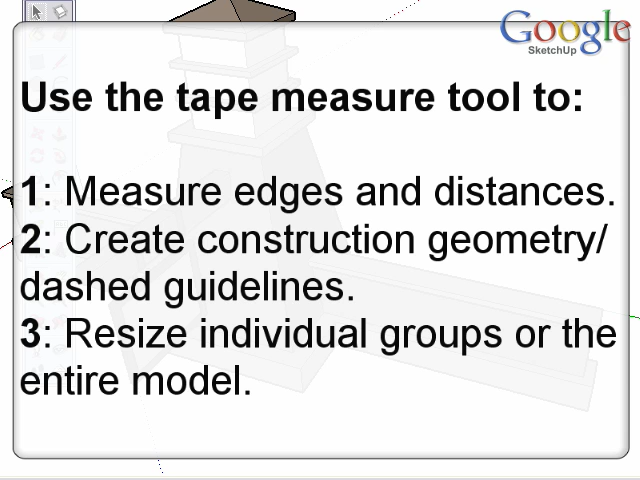 Google
SketchUp
Use the tape measure tool to:
1: Measure edges and distances.
2: Create construction geometry/
dashed guidelines.
3: Resize individual groups or the
entire model.